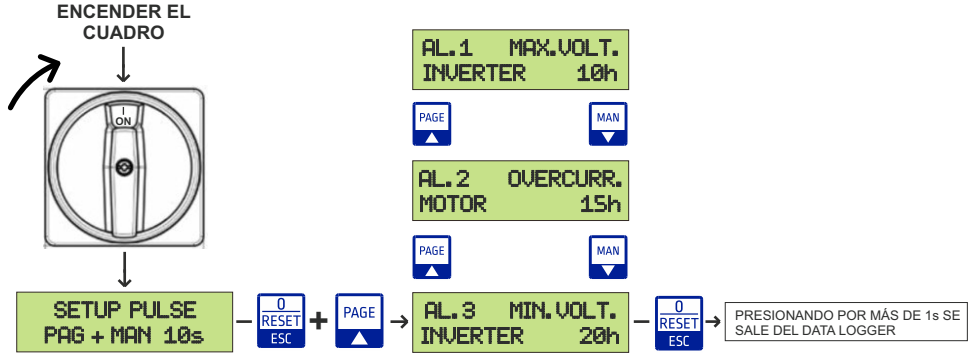 ENCENDER EL
CUADRO
I
ON
SETUP PULSE
PAG + MAN 10s
0
RESET
ESC
+
PAGE
AL.1 MAX.VOLT.
INVERTER 10h
PAGE
MAN
AL.2 OVERCURR.
MOTOR 15h
PAGE
MAN
AL.3 MIN.VOLT.
INVERTER 20h
0
RESET
ESC
PRESIONANDO POR MÁS DE 1s SE
SALE DEL DATA LOGGER